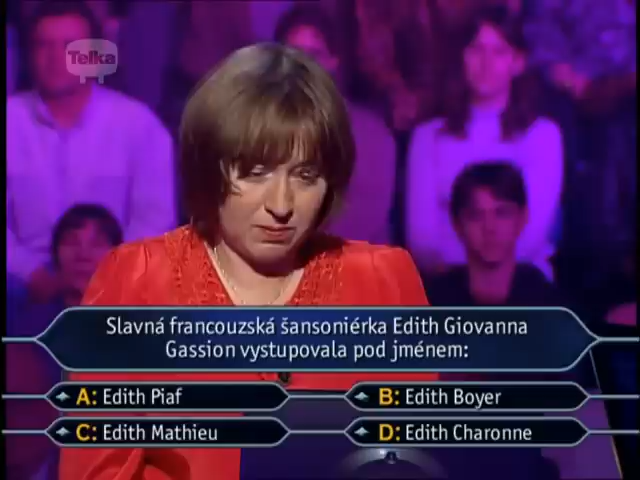 Telka
Slavná francouzská šansoniérka Edith Giovanna
Gassion vystupovala pod jménem:
A: Edith Piaf
B: Edith Boyer
C: Edith Mathieu
D: Edith Charonne